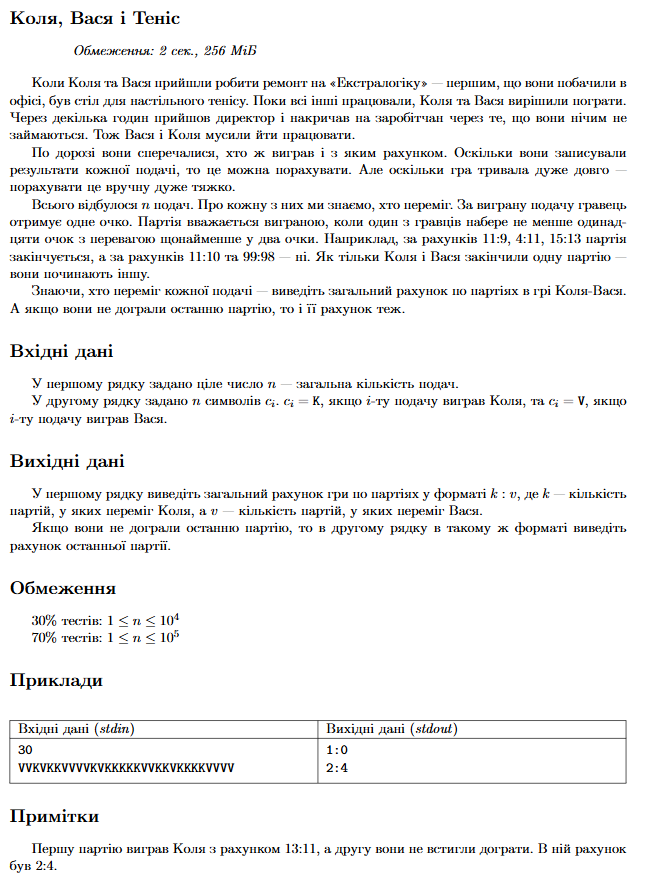 Коля, Вася і Теніс
Обмеження: 2 сек., 256 МіБ
Коли Коля та Вася прийшли робити ремонт на «Екстралогіку» — першим, що вони побачили в
офісі, був стіл для настільного тенісу. Поки всі інші працювали, Коля та Вася вирішили пограти.
Через декілька годин прийшов директор і накричав на заробітчан через те, що вони нічим не
займаються. Тож Вася і Коля мусили йти працювати.
По дорозі вони сперечалися, хто ж виграв і з яким рахунком. Оскільки вони записували
результати кожної подачі, то це можна порахувати. Але оскільки гра тривала дуже довго —
порахувати це вручну дуже тяжко.
Всього відбулося n подач. Про кожну з них ми знаємо, хто переміг. За виграну подачу гравець
отримує одне очко. Партія вважається виграною, коли один з гравців набере не менше одинад-
цяти очок з перевагою щонайменше у два очки. Наприклад, за рахунків 11:9, 4:11, 15:13 партія
закінчується, а за рахунків 11:10 та 99:98 — ні. Як тільки Коля і Вася закінчили одну партію —
вони починають іншу.
Знаючи, хто переміг кожної подачі — виведіть загальний рахунок по партіях в грі Коля-Вася.
А якщо вони не дограли останню партію, то і її рахунок теж.
Вхідні дані
У першому рядку задано ціле число n — загальна кількість подач.
У другому рядку задано n символів cᵢ. cᵢ = K, якщо i-ту подачу виграв Коля, та cᵢ = V, якщо
i-ту подачу виграв Вася.
Вихідні дані
У першому рядку виведіть загальний рахунок гри по партіях у форматі k : v, де k — кількість
партій, у яких переміг Коля, а v — кількість партій, у яких переміг Вася.
Якщо вони не дограли останню партію, то в другому рядку в такому ж форматі виведіть
рахунок останньої партії.
Обмеження
30% тестів: 1 ≤ n ≤ 10⁴
70% тестів: 1 ≤ n ≤ 10⁵
Приклади
Вхідні дані (stdin) Вихідні дані (stdout)
30 1:0
VVKVKKVVVVKVKKKKKVVKKVKKKKVVVV 2:4
Примітки
Першу партію виграв Коля з рахунком 13:11, а другу вони не встигли дограти. В ній рахунок
був 2:4.